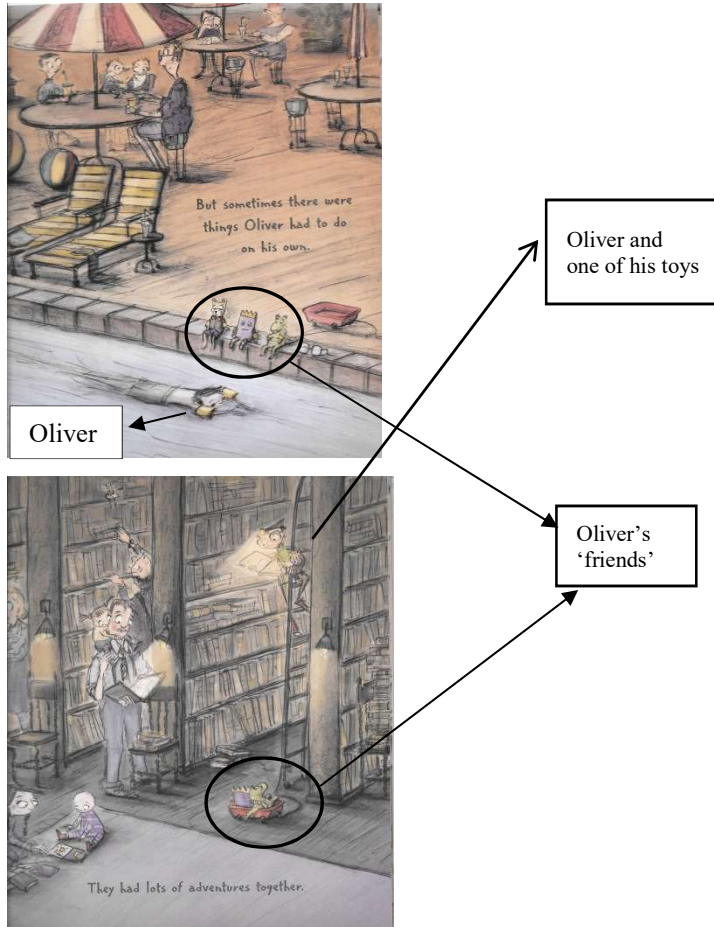 But sometimes there were
things Oliver had to do
on his own.
Oliver and
one of his toys
Oliver
Oliver's
‘friends’
They had lots of adventures together.